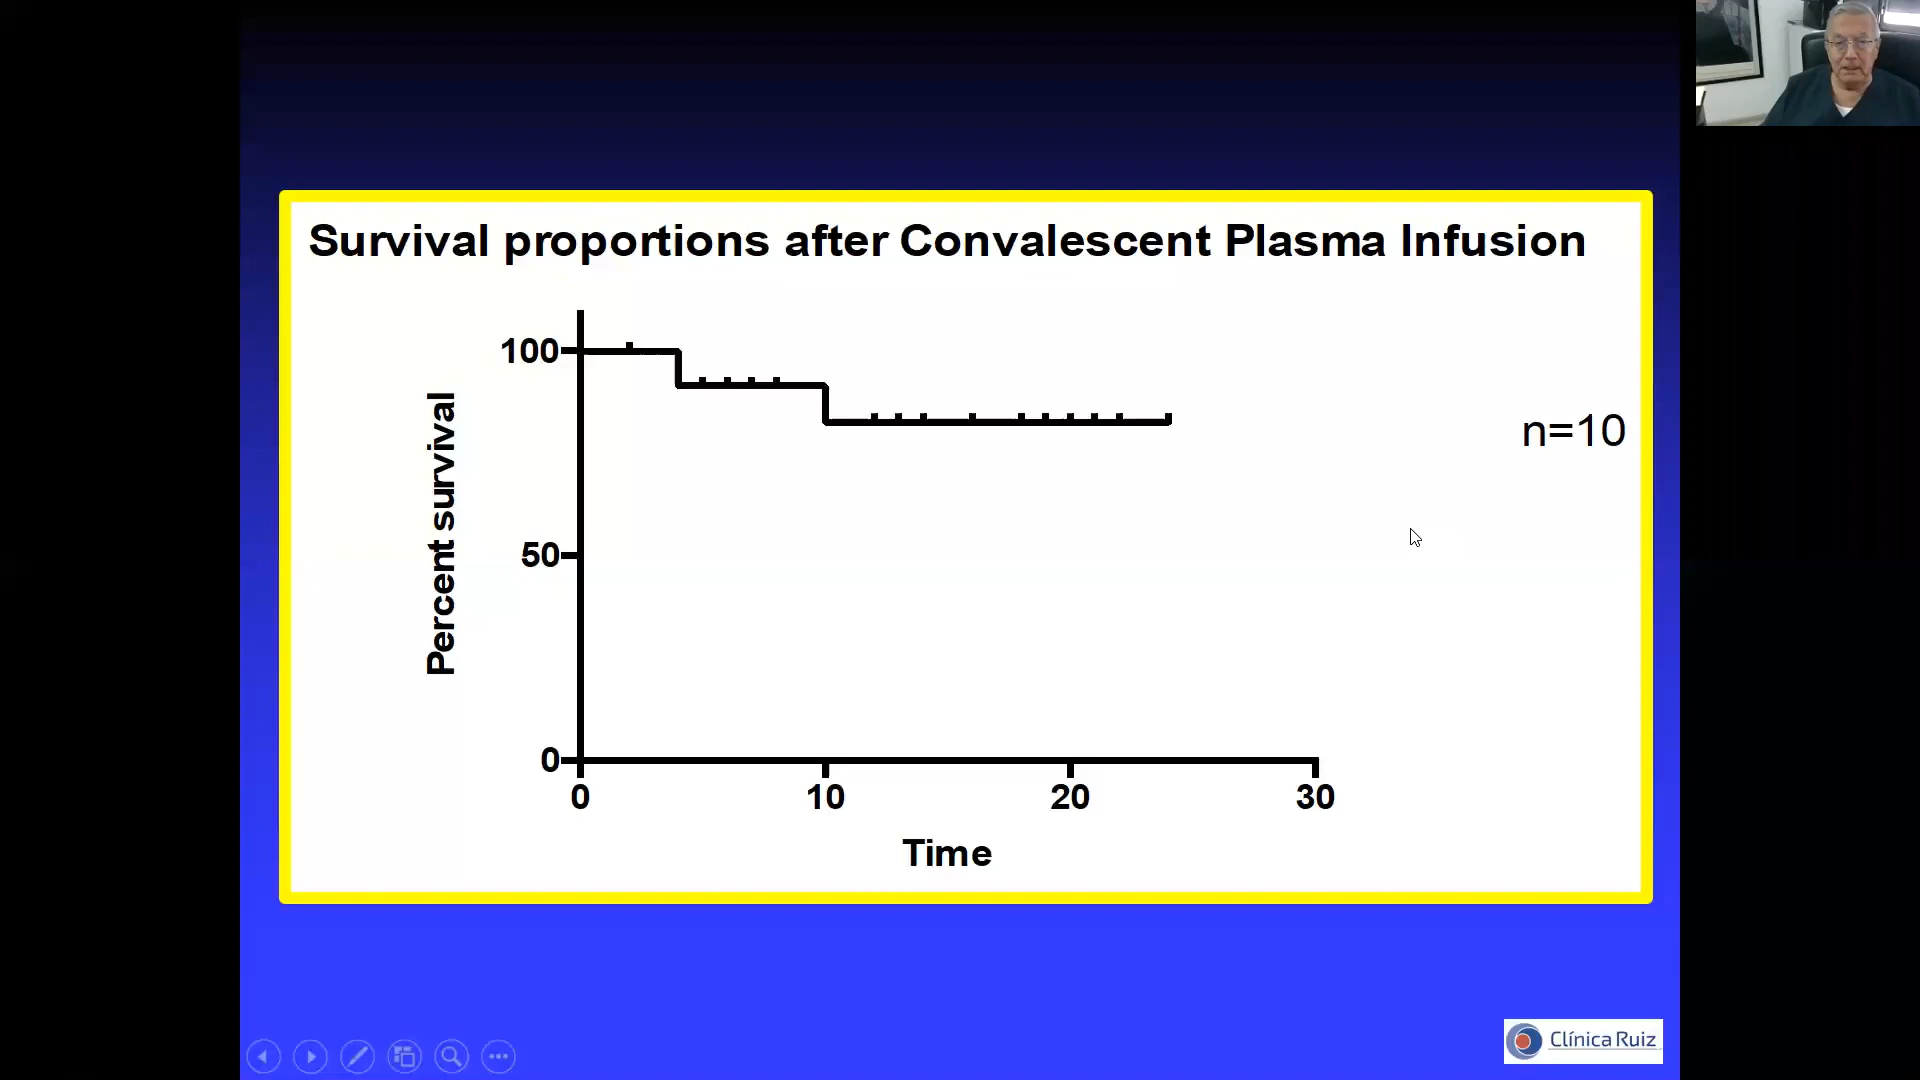 Survival proportions after Convalescent Plasma Infusion
100
50
0
Percent survival
0 10 20 30
Time
n=10
Clínica Ruiz